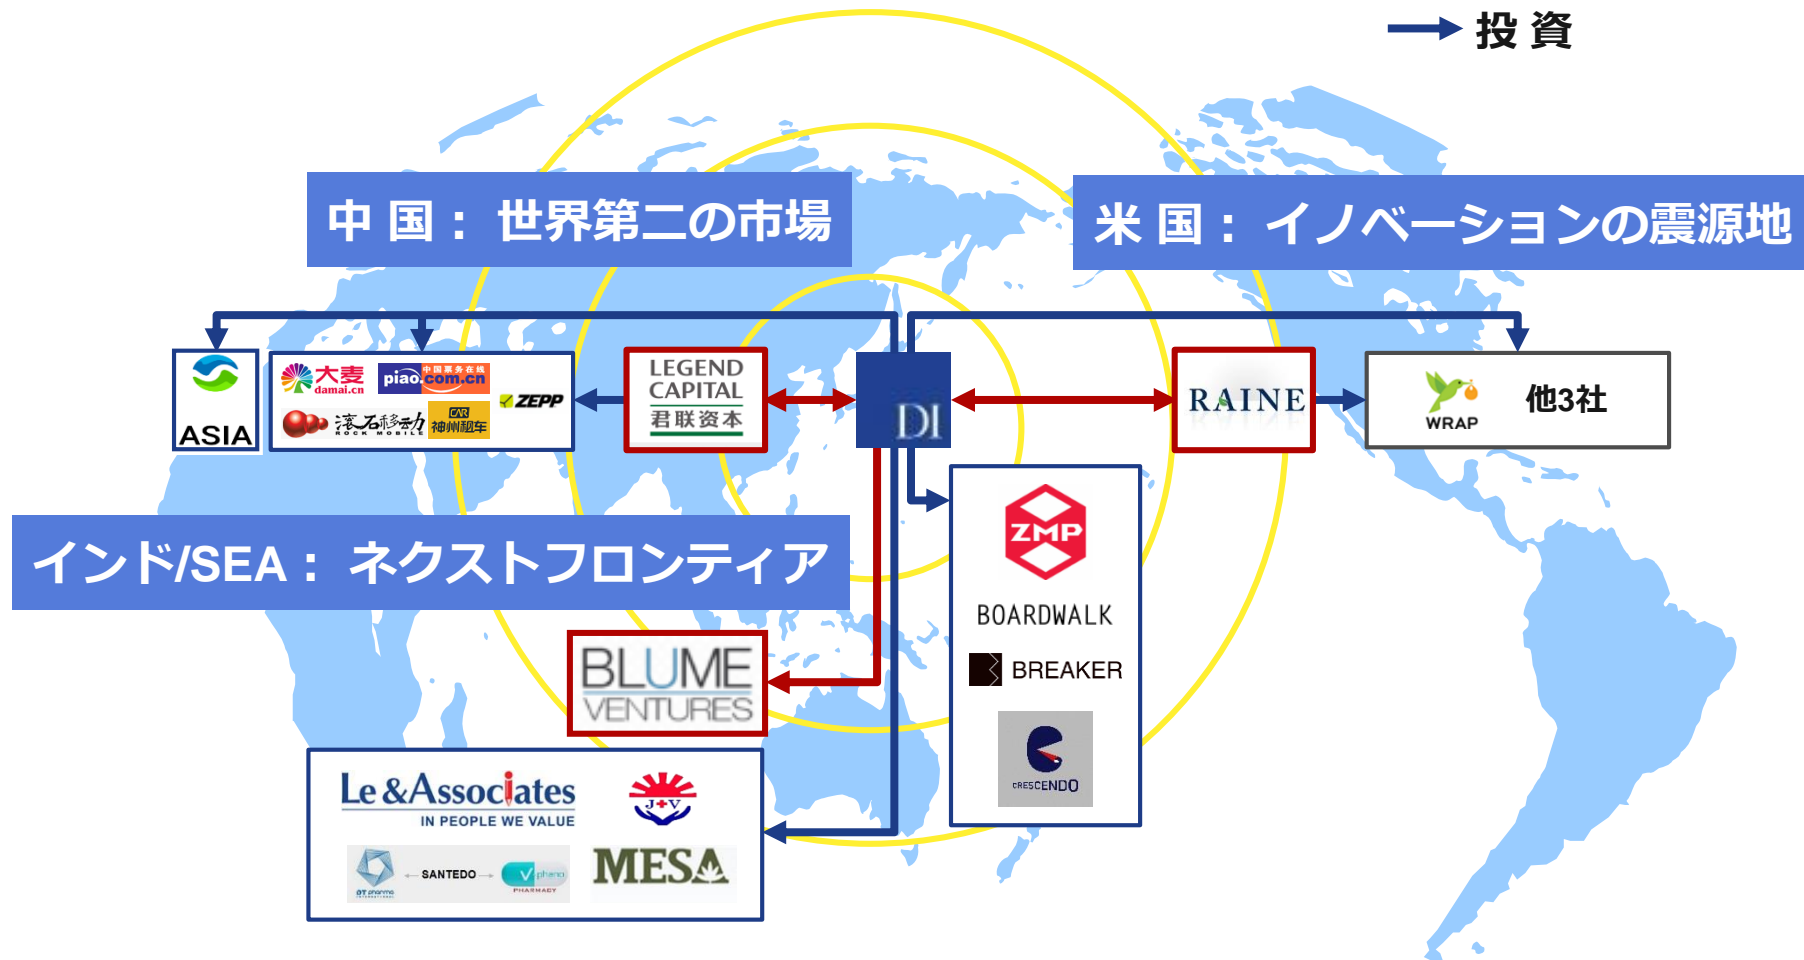 投 資
中 国 ： 世界第二の市場
米 国 ： イノベーションの震源地
ASIA
大麦
damai.cn
中国票务在线
piao.com.cn
ZEPP
滚石移动
ROCK MOBILE
CAR
神州租车
LEGEND
CAPITAL
君联资本
DI
RAINE
WRAP
他3社
インド/SEA ： ネクストフロンティア
ZMP
BOARDWALK
BREAKER
CRESCENDO
BLUME
VENTURES
Le &Associates
IN PEOPLE WE VALUE
J+V
SANTEDO
PHARMACY
MESA